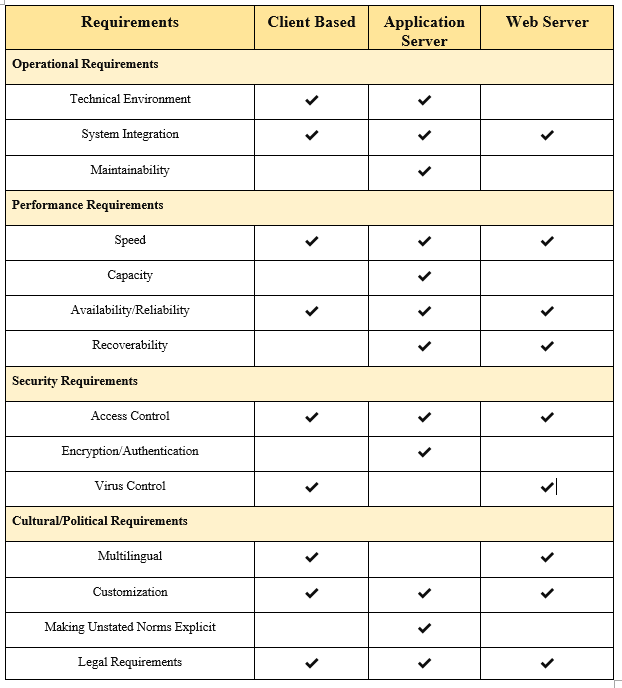 Requirements Client Based Application Server Web Server
Operational Requirements
Technical Environment ✔ ✔
System Integration ✔ ✔ ✔
Maintainability ✔
Performance Requirements
Speed ✔ ✔ ✔
Capacity ✔
Availability/Reliability ✔ ✔ ✔
Recoverability ✔ ✔
Security Requirements
Access Control ✔ ✔ ✔
Encryption/Authentication ✔
Virus Control ✔ ✔
Cultural/Political Requirements
Multilingual ✔ ✔
Customization ✔ ✔ ✔
Making Unstated Norms Explicit ✔
Legal Requirements ✔ ✔ ✔